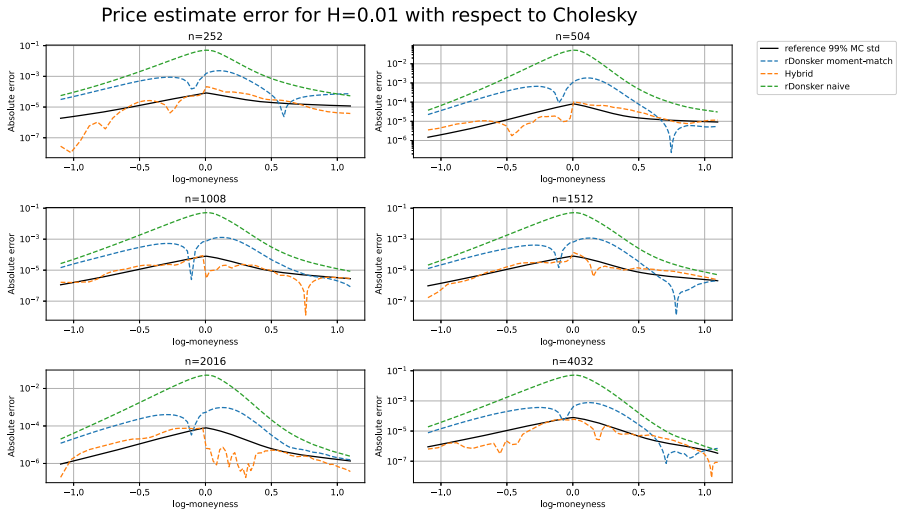 Price estimate error for H=0.01 with respect to Cholesky
n=252
Absolute error
10⁻¹
10⁻³
10⁻⁵
10⁻⁷
−1.0 −0.5 0.0 0.5 1.0
log-moneyness
n=504
Absolute error
10⁻¹
10⁻²
10⁻³
10⁻⁴
10⁻⁵
10⁻⁶
−1.0 −0.5 0.0 0.5 1.0
log-moneyness
reference 99% MC std
rDonsker moment-match
Hybrid
rDonsker naive
n=1008
Absolute error
10⁻¹
10⁻³
10⁻⁵
10⁻⁷
−1.0 −0.5 0.0 0.5 1.0
log-moneyness
n=1512
Absolute error
10⁻¹
10⁻³
10⁻⁵
10⁻⁷
−1.0 −0.5 0.0 0.5 1.0
log-moneyness
n=2016
Absolute error
10⁻²
10⁻⁴
10⁻⁶
−1.0 −0.5 0.0 0.5 1.0
log-moneyness
n=4032
Absolute error
10⁻¹
10⁻³
10⁻⁵
10⁻⁷
−1.0 −0.5 0.0 0.5 1.0
log-moneyness